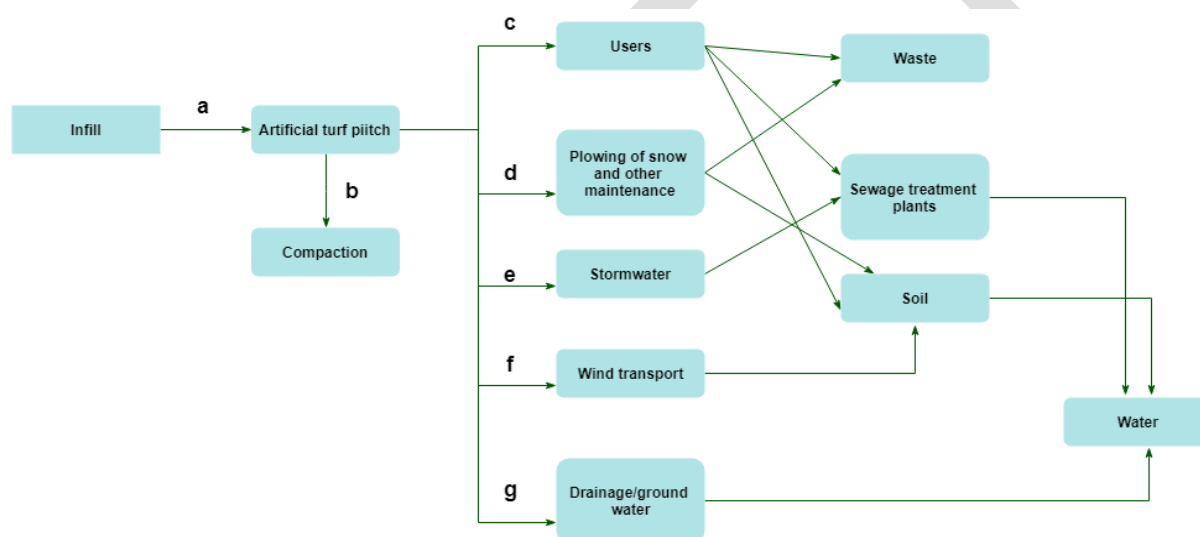 c
Users
Waste
a
Infill
Artificial turf piitch
Plowing of snow
and other
maintenance
d
b
Sewage treatment
plants
Compaction
e
Stormwater
Soil
f
Wind transport
Water
g
Drainage/ground
water